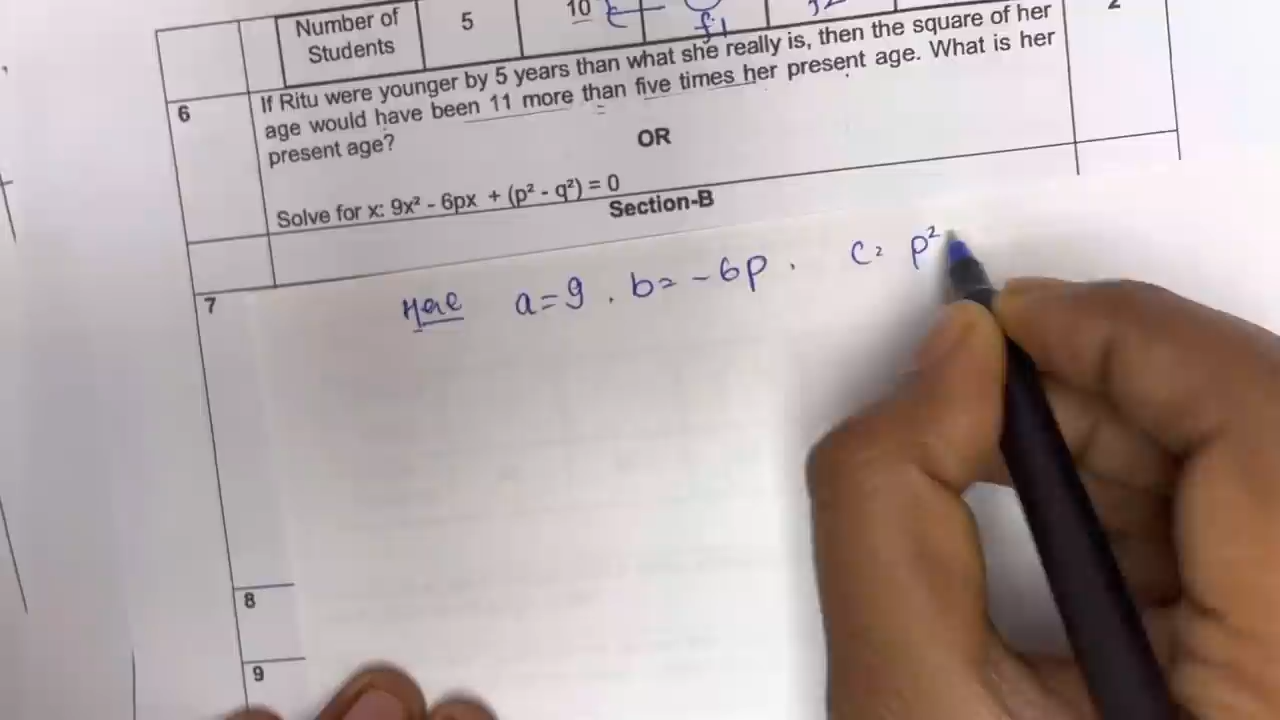 Number of 5 10
Students
2
6 If Ritu were younger by 5 years than what she really is, then the square of her
age would have been 11 more than five times her present age. What is her
present age?
OR
Solve for x: 9x² - 6px + (p² - q²) = 0
Section-B
7 Here a=9 . b= -6p . c= p²
8
9